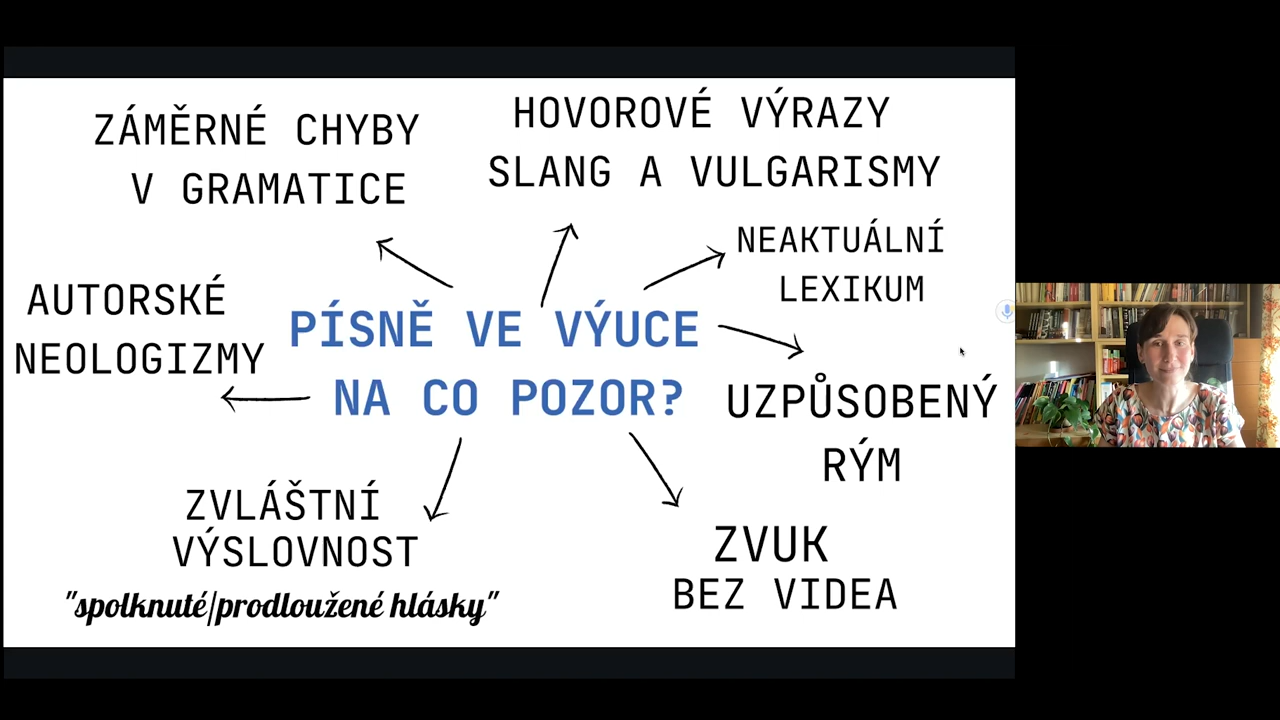 ZÁMĚRNÉ CHYBY
V GRAMATICE
HOVOROVÉ VÝRAZY
SLANG A VULGARISMY
NEAKTUÁLNÍ
LEXIKUM
AUTORSKÉ
NEOLOGIZMY
PÍSNĚ VE VÝUCE
NA CO POZOR?
UZPŮSOBENÝ
RÝM
ZVLÁŠTNÍ
VÝSLOVNOST
"spolknuté/prodloužené hlásky"
ZVUK
BEZ VIDEA